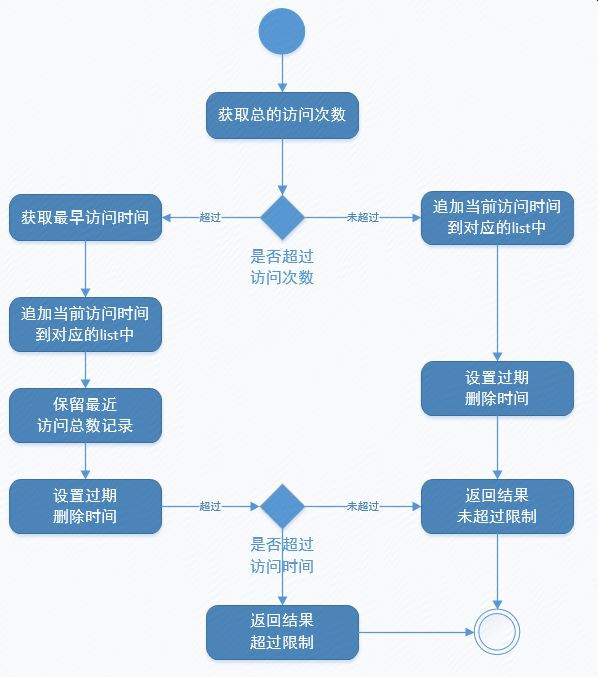 获取总的访问次数
获取最早访问时间
超过
未超过
追加当前访问时间
到对应的list中
是否超过
访问次数
追加当前访问时间
到对应的list中
设置过期
删除时间
保留最近
访问总数记录
设置过期
删除时间
超过
未超过
返回结果
未超过限制
是否超过
访问时间
返回结果
超过限制